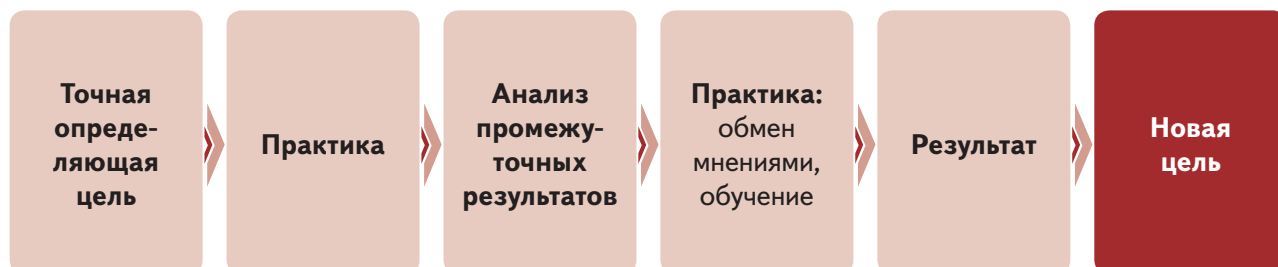 Точная
опреде-
ляющая
цель
Практика
Анализ
промежу-
точных
результатов
Практика:
обмен
мнениями,
обучение
Результат
Новая
цель